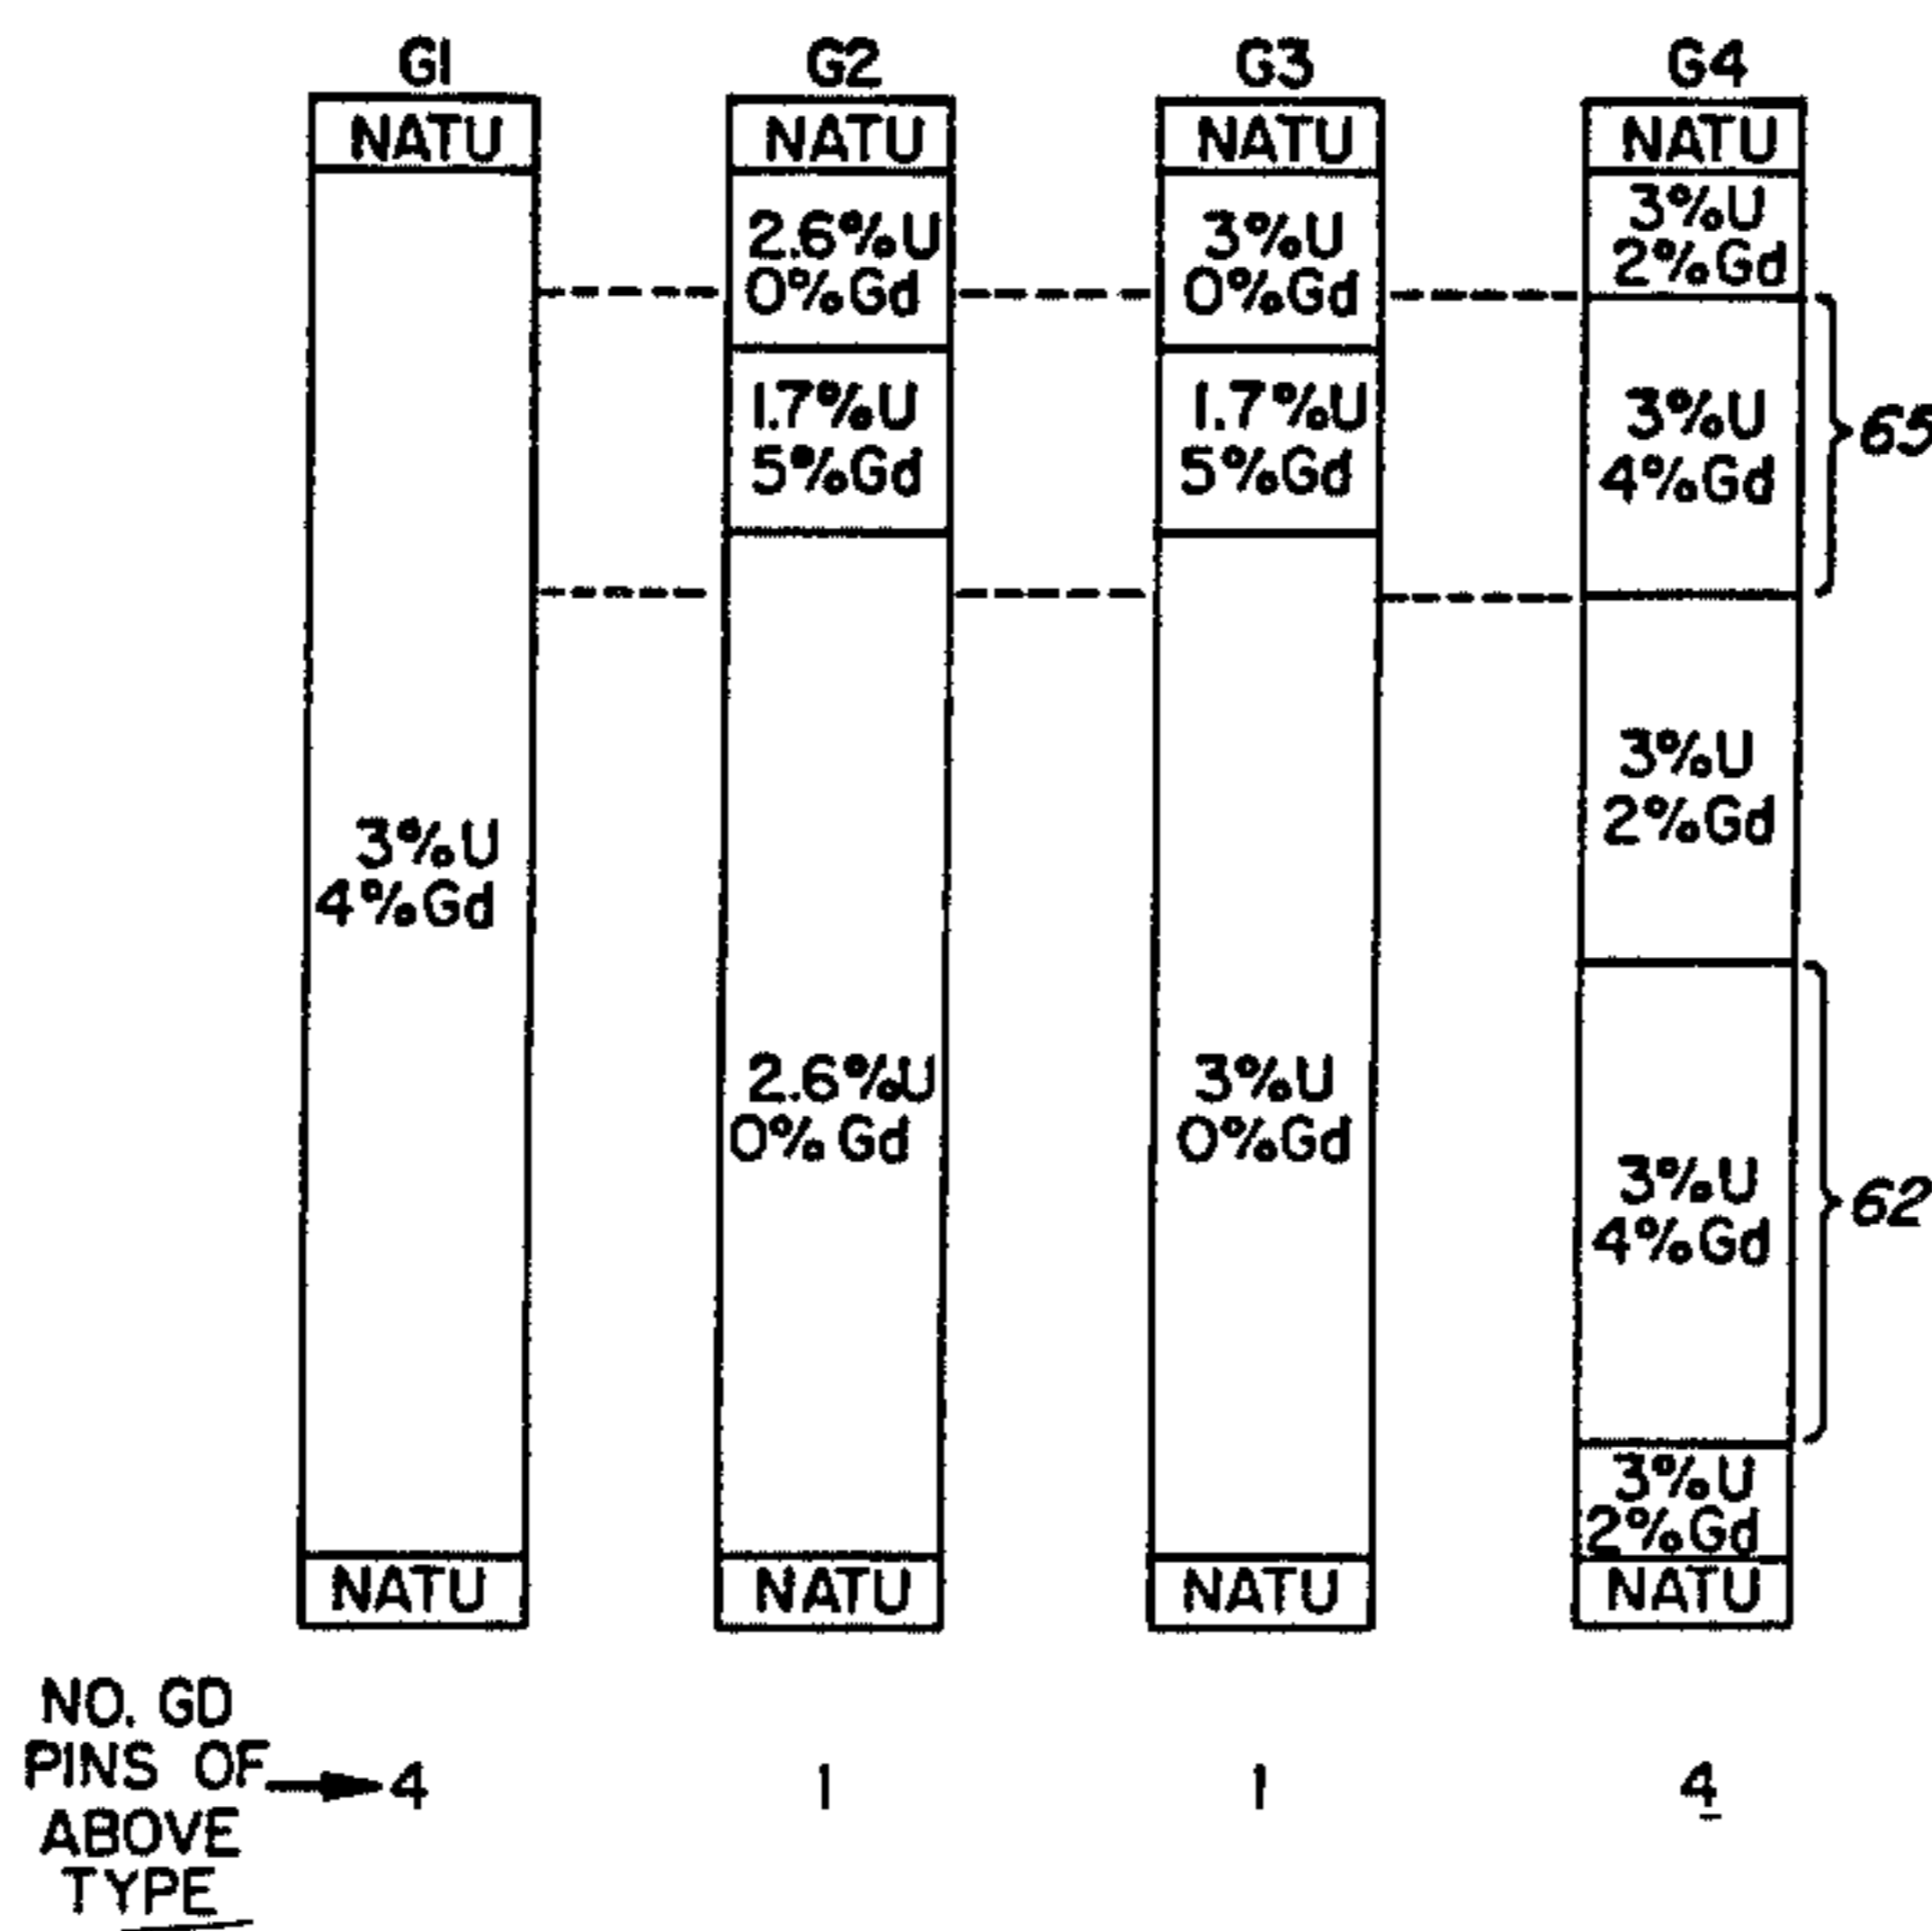 G1
NATU
3%U
4%Gd
NATU
G2
NATU
2.6%U
0%Gd
1.7%U
5%Gd
2.6%U
0%Gd
NATU
G3
NATU
3%U
0%Gd
1.7%U
5%Gd
3%U
0%Gd
NATU
G4
NATU
3%U
2%Gd
3%U
4%Gd
3%U
2%Gd
3%U
4%Gd
3%U
2%Gd
NATU
65
62
NO. GD
PINS OF
ABOVE
TYPE
4
1
1
4